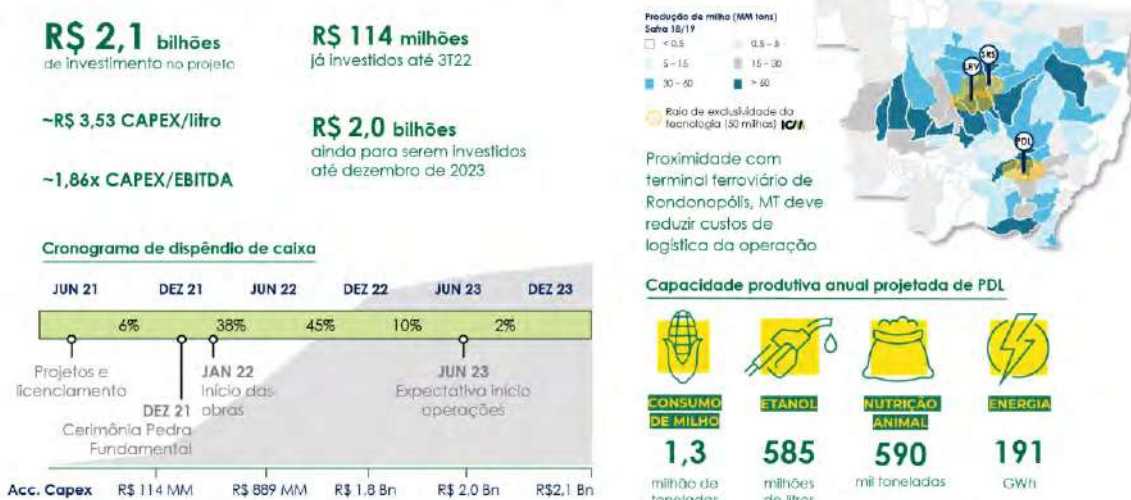 R$ 2,1 bilhões
de investimento no projeto
R$ 114 milhões
já investidos até 3T22
~R$ 3,53 CAPEX/litro
R$ 2,0 bilhões
ainda para serem investidos
até dezembro de 2023
~1,86x CAPEX/EBITDA
Cronograma de dispêndio de caixa
JUN 21 DEZ 21 JUN 22 DEZ 22 JUN 23 DEZ 23
6% 38% 45% 10% 2%
Projetos e
licenciamento
DEZ 21
Cerimônia Pedra
Fundamental
JAN 22
Início das
obras
JUN 23
Expectativa início
operações
Acc. Capex R$ 114 MM R$ 889 MM R$ 1,8 Bn R$ 2,0 Bn R$2,1 Bn
Produção de milho (MM tons)
Safra 18/19
< 0,5 0,5 – 5
5 – 15 15 – 30
30 – 60 > 60
Raio de exclusividade da
tecnologia (50 milhas) ICM
LRV
SRS
PDL
Proximidade com
terminal ferroviário de
Rondonopólis, MT deve
reduzir custos de
logística da operação
Capacidade produtiva anual projetada de PDL
CONSUMO
DE MILHO
1,3
milhão de
toneladas
ETANOL
585
milhões
de litros
NUTRIÇÃO
ANIMAL
590
mil toneladas
ENERGIA
191
GWh